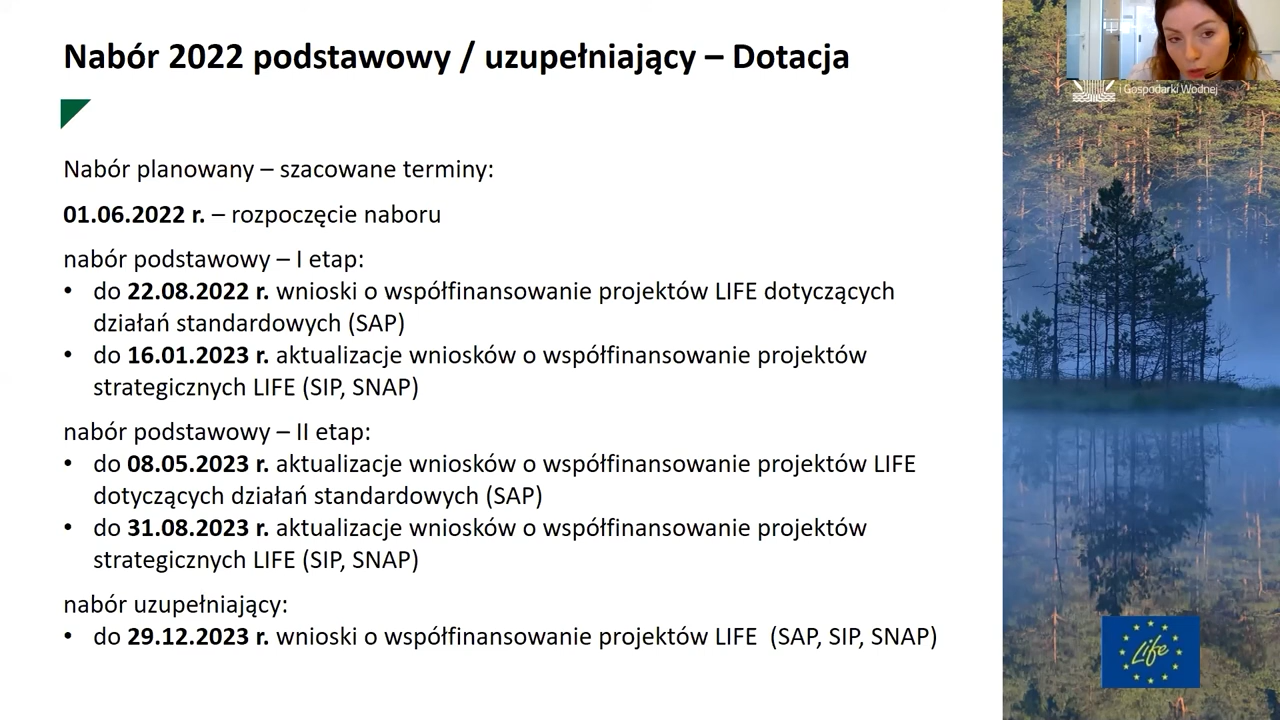 Nabór 2022 podstawowy / uzupełniający – Dotacja
i Gospodarki Wodnej
Nabór planowany – szacowane terminy:
01.06.2022 r. – rozpoczęcie naboru
nabór podstawowy – I etap:
• do 22.08.2022 r. wnioski o współfinansowanie projektów LIFE dotyczących
działań standardowych (SAP)
• do 16.01.2023 r. aktualizacje wniosków o współfinansowanie projektów
strategicznych LIFE (SIP, SNAP)
nabór podstawowy – II etap:
• do 08.05.2023 r. aktualizacje wniosków o współfinansowanie projektów LIFE
dotyczących działań standardowych (SAP)
• do 31.08.2023 r. aktualizacje wniosków o współfinansowanie projektów
strategicznych LIFE (SIP, SNAP)
nabór uzupełniający:
• do 29.12.2023 r. wnioski o współfinansowanie projektów LIFE  (SAP, SIP, SNAP)
Life